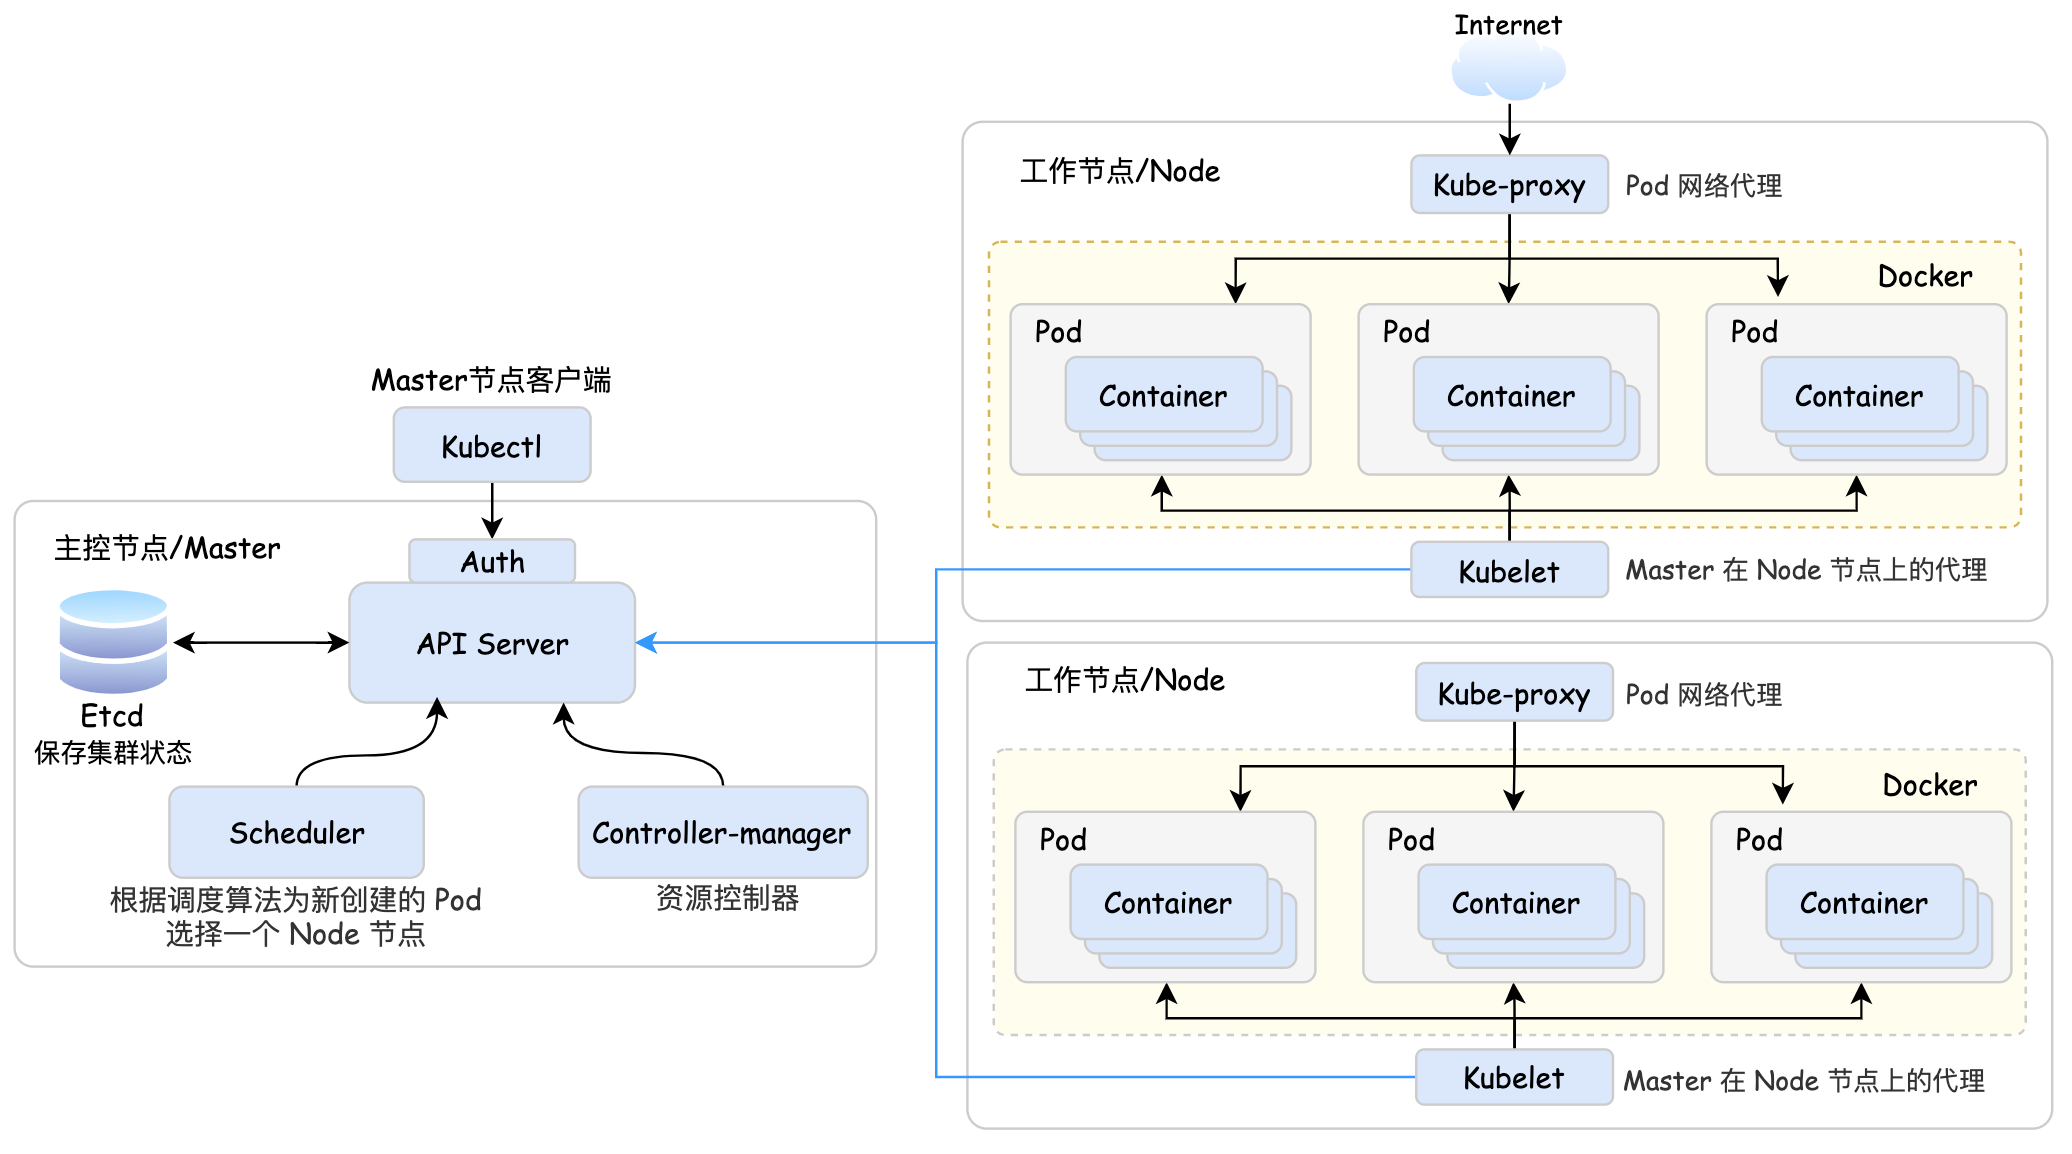 Internet
工作节点/Node
Kube-proxy
Pod 网络代理
Docker
Pod
Container
Pod
Container
Pod
Container
Kubelet
Master 在 Node 节点上的代理
Master节点客户端
Kubectl
主控节点/Master
Auth
API Server
Etcd
保存集群状态
Scheduler
根据调度算法为新创建的 Pod
选择一个 Node 节点
Controller-manager
资源控制器
工作节点/Node
Kube-proxy
Pod 网络代理
Docker
Pod
Container
Pod
Container
Pod
Container
Kubelet
Master 在 Node 节点上的代理